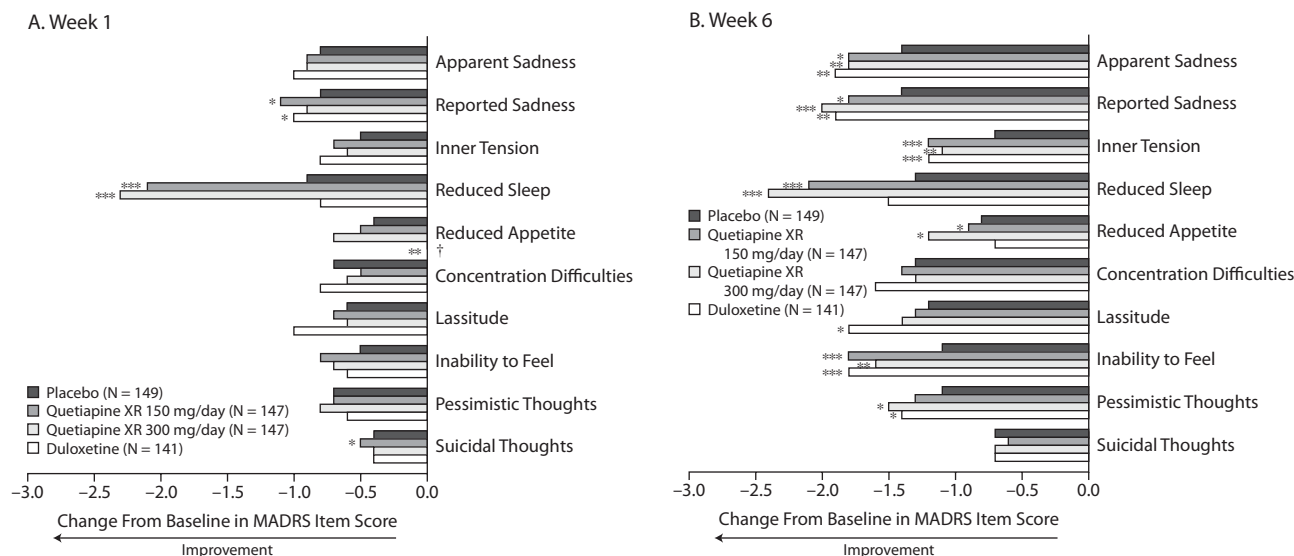 A. Week 1
Apparent Sadness
*
Reported Sadness
*
Inner Tension
***
Reduced Sleep
***
Reduced Appetite
** †
Concentration Difficulties
Lassitude
Inability to Feel
Placebo (N = 149)
Quetiapine XR 150 mg/day (N = 147)
Quetiapine XR 300 mg/day (N = 147)
Duloxetine (N = 141)
Pessimistic Thoughts
*
Suicidal Thoughts
–3.0 –2.5 –2.0 –1.5 –1.0 –0.5 0.0
Change From Baseline in MADRS Item Score
Improvement
B. Week 6
*
**
Apparent Sadness
**
*
***
Reported Sadness
**
***
**
Inner Tension
***
***
Reduced Sleep
***
Placebo (N = 149)
Quetiapine XR
150 mg/day (N = 147)
Quetiapine XR
300 mg/day (N = 147)
Duloxetine (N = 141)
*
Reduced Appetite
*
Concentration Difficulties
Lassitude
*
***
**
Inability to Feel
***
*
Pessimistic Thoughts
*
Suicidal Thoughts
–3.0 –2.5 –2.0 –1.5 –1.0 –0.5 0.0
Change From Baseline in MADRS Item Score
Improvement